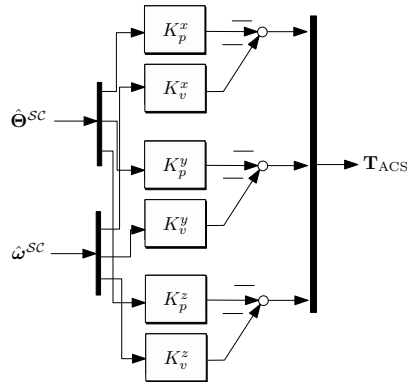 K_p^x
K_v^x
Θ̂^𝒮𝒞
K_p^y
T_ACS
K_v^y
ω̂^𝒮𝒞
K_p^z
K_v^z